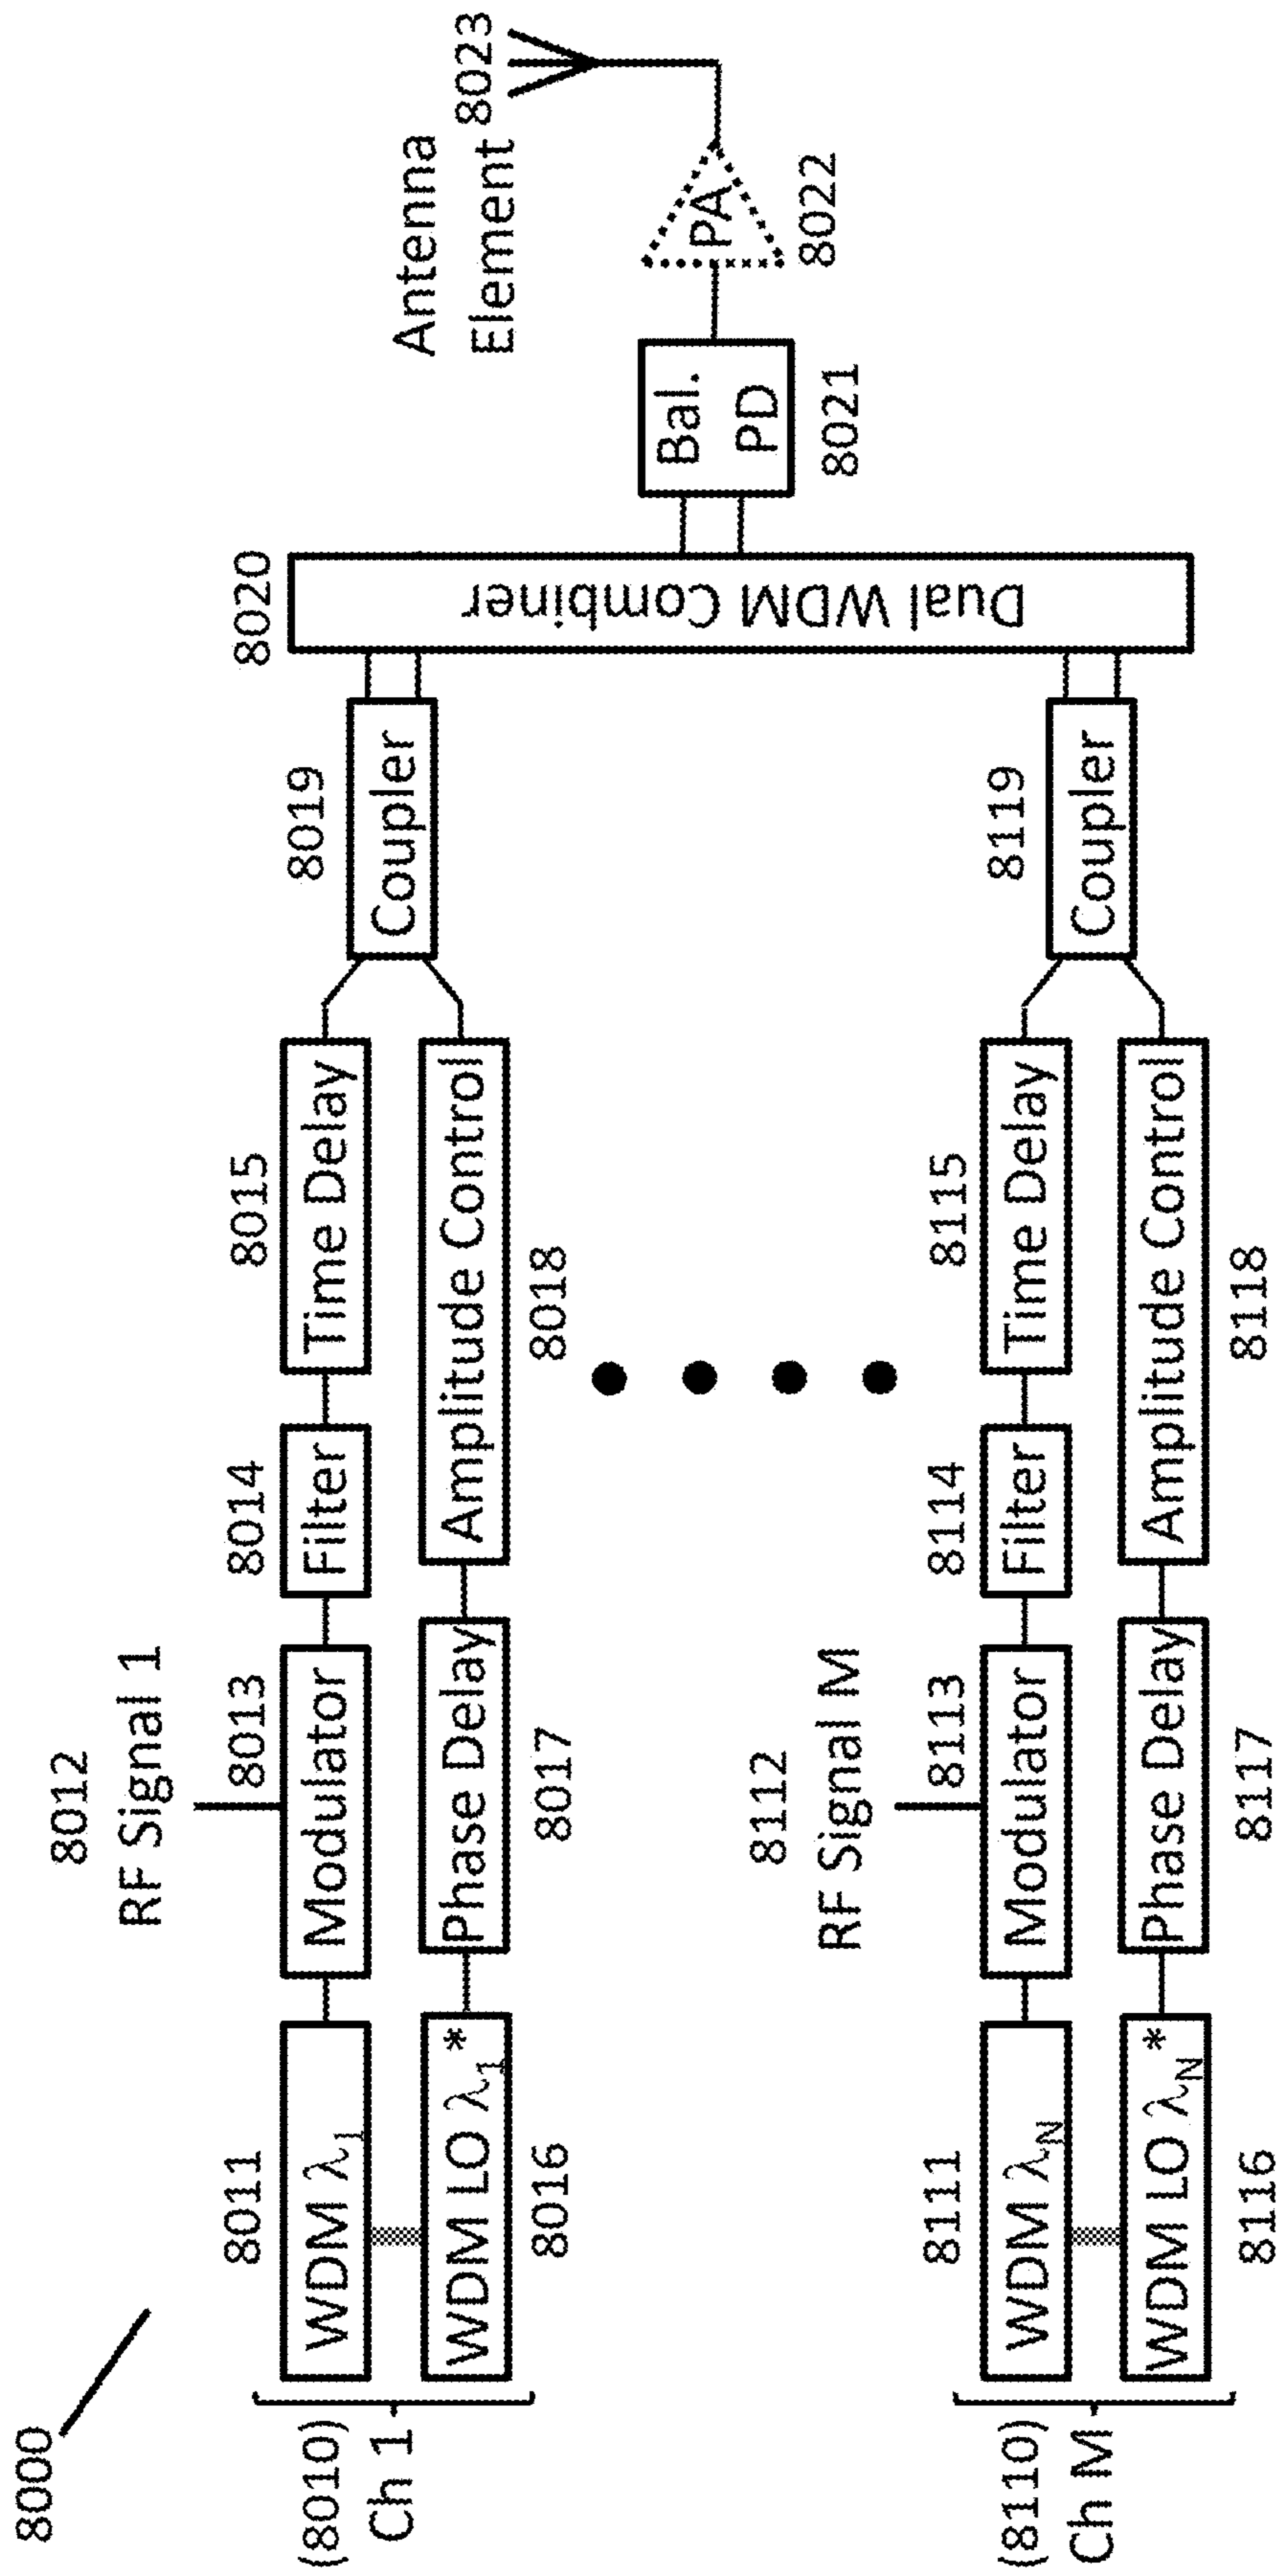 8000
(8010)
Ch 1
8011
WDM λ1
8012
RF Signal 1
8013
Modulator
8014
Filter
8015
Time Delay
WDM LO λ1*
8016
Phase Delay
8017
Amplitude Control
8018
8019
Coupler
8020
Dual WDM Combiner
Bal.
PD
8021
PA
8022
Antenna
Element
8023
(8110)
Ch M
8111
WDM λN
8112
RF Signal M
8113
Modulator
8114
Filter
8115
Time Delay
WDM LO λN*
8116
Phase Delay
8117
Amplitude Control
8118
8119
Coupler